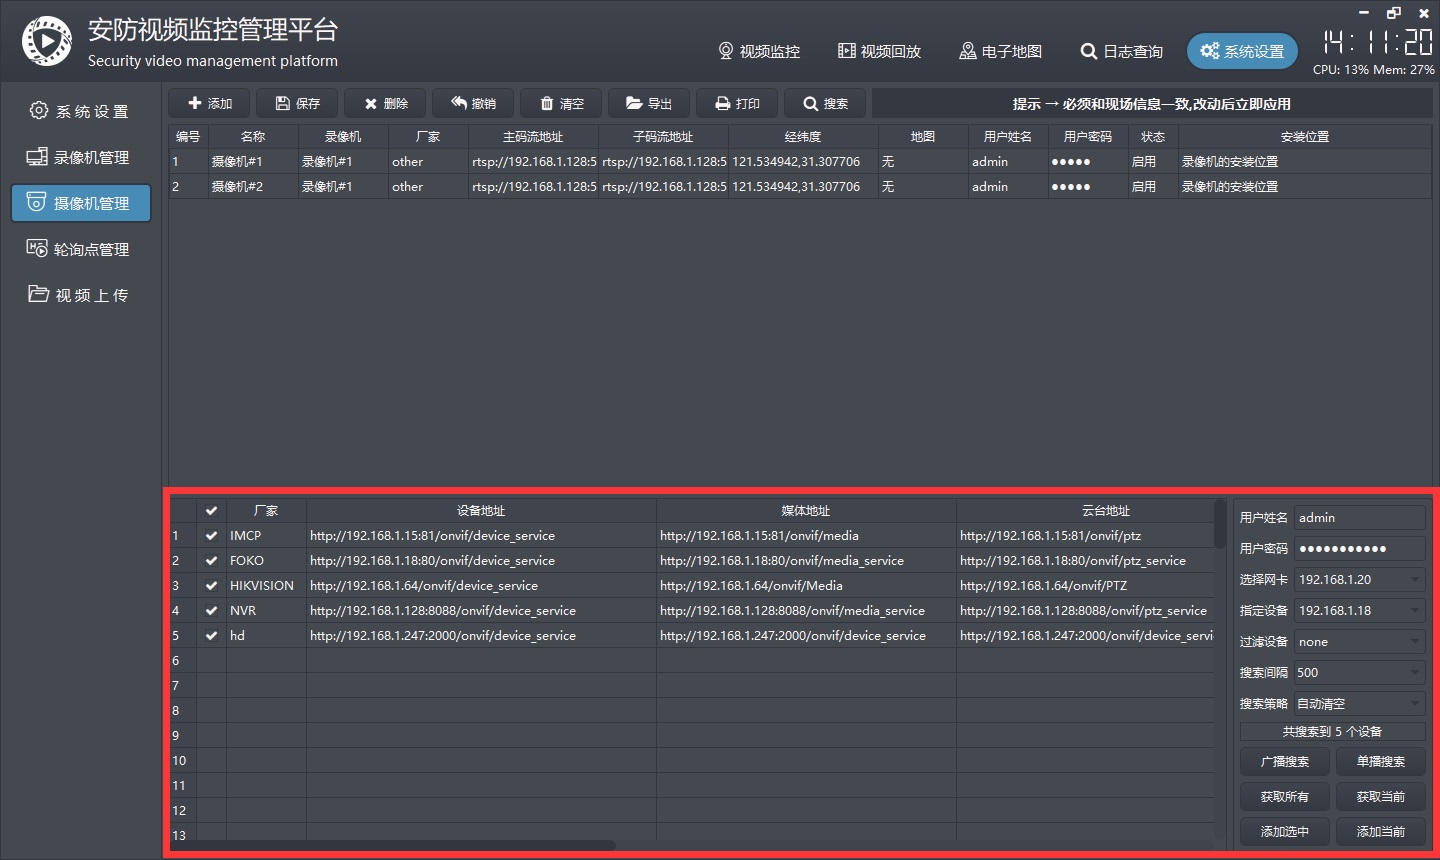 安防视频监控管理平台
Security video management platform
视频监控 视频回放 电子地图 日志查询 系统设置
14:11:20
CPU: 13% Mem: 27%
系 统 设 置
录像机管理
摄像机管理
轮询点管理
视 频 上 传
添加 保存 删除 撤销 清空 导出 打印 搜索 提示 → 必须和现场信息一致,改动后立即应用
编号 名称 录像机 厂家 主码流地址 子码流地址 经纬度 地图 用户姓名 用户密码 状态 安装位置
1 摄像机#1 录像机#1 other rtsp://192.168.1.128:5 rtsp://192.168.1.128:5 121.534942,31.307706 无 admin ●●●●● 启用 录像机的安装位置
2 摄像机#2 录像机#1 other rtsp://192.168.1.128:5 rtsp://192.168.1.128:5 121.534942,31.307706 无 admin ●●●●● 启用 录像机的安装位置
厂家 设备地址 媒体地址 云台地址
1 IMCP http://192.168.1.15:81/onvif/device_service http://192.168.1.15:81/onvif/media http://192.168.1.15:81/onvif/ptz
2 FOKO http://192.168.1.18:80/onvif/device_service http://192.168.1.18:80/onvif/media_service http://192.168.1.18:80/onvif/ptz_service
3 HIKVISION http://192.168.1.64/onvif/device_service http://192.168.1.64/onvif/Media http://192.168.1.64/onvif/PTZ
4 NVR http://192.168.1.128:8088/onvif/device_service http://192.168.1.128:8088/onvif/media_service http://192.168.1.128:8088/onvif/ptz_service
5 hd http://192.168.1.247:2000/onvif/device_service http://192.168.1.247:2000/onvif/device_service http://192.168.1.247:2000/onvif/device_servi
6
7
8
9
10
11
12
13
用户姓名 admin
用户密码 ●●●●●●●●●●●
选择网卡 192.168.1.20
指定设备 192.168.1.18
过滤设备 none
搜索间隔 500
搜索策略 自动清空
共搜索到 5 个设备
广播搜索 单播搜索
获取所有 获取当前
添加选中 添加当前